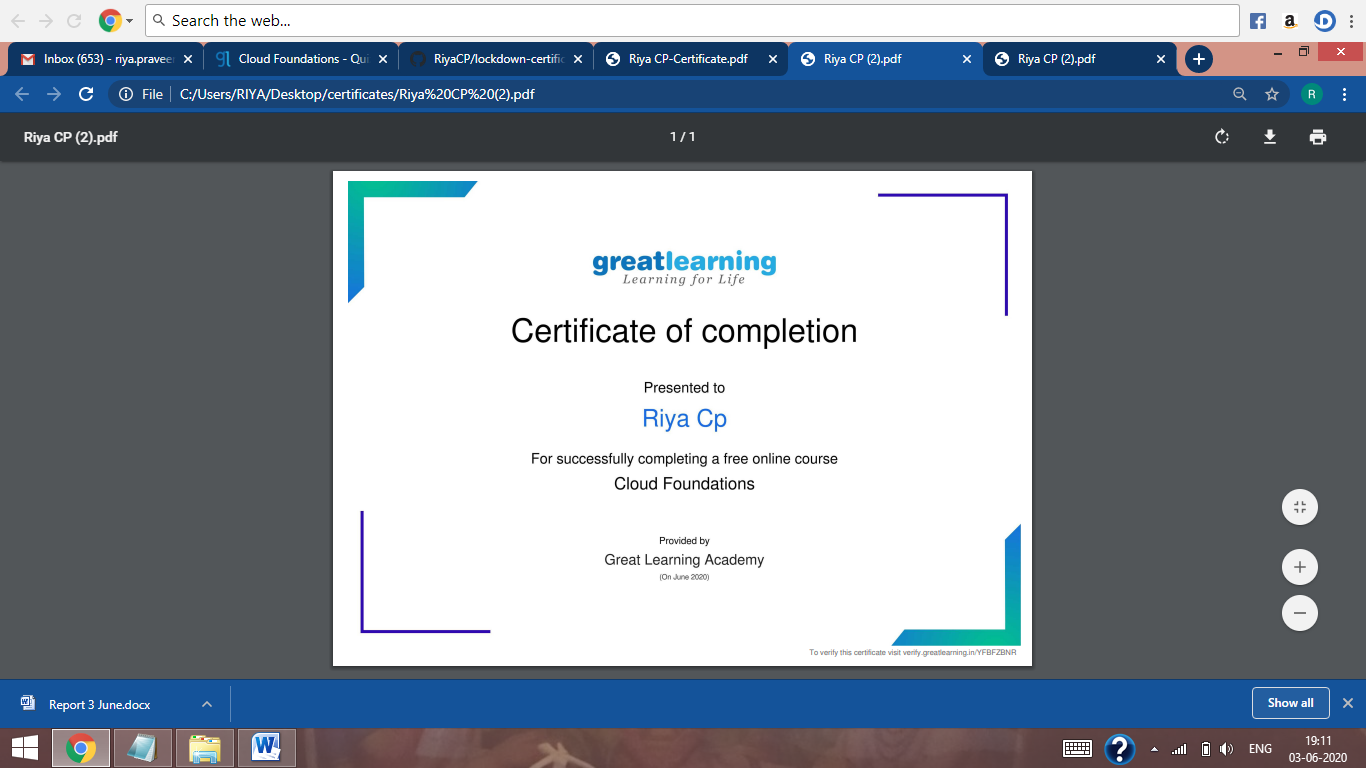 Search the web...
Inbox (653) - riya.praveen
Cloud Foundations - Qui
RiyaCP/lockdown-certific
Riya CP-Certificate.pdf
Riya CP (2).pdf
Riya CP (2).pdf
File
C:/Users/RIYA/Desktop/certificates/Riya%20CP%20(2).pdf
R
Riya CP (2).pdf
1 / 1
greatlearning
Learning for Life
Certificate of completion
Presented to
Riya Cp
For successfully completing a free online course
Cloud Foundations
Provided by
Great Learning Academy
(On June 2020)
To verify this certificate visit verify.greatlearning.in/YFBFZBNR
Report 3 June.docx
Show all
ENG
19:11
03-06-2020